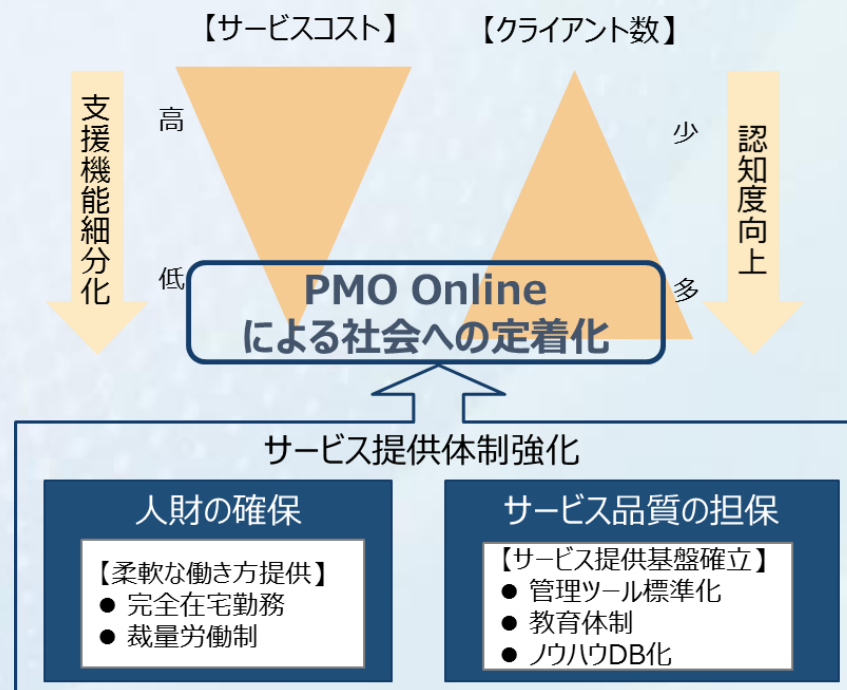 【サービスコスト】
【クライアント数】
支援機能細分化
高
低
少
多
認知度向上
PMO Online
による社会への定着化
サービス提供体制強化
人財の確保
【柔軟な働き方提供】
● 完全在宅勤務
● 裁量労働制
サービス品質の担保
【サービス提供基盤確立】
● 管理ツール標準化
● 教育体制
● ノウハウDB化